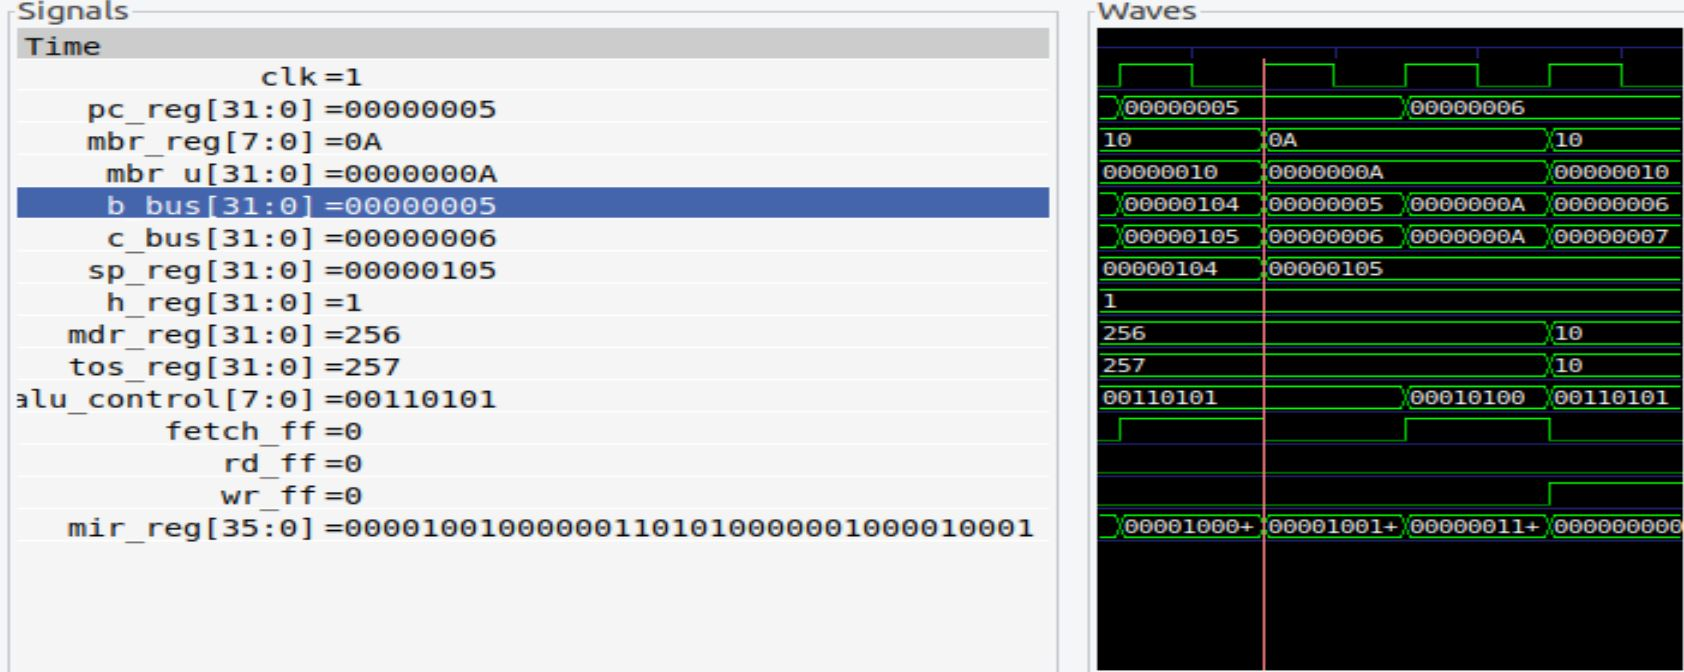 Signals
Waves
Time
clk=1
pc_reg[31:0]=00000005 00000005 00000006
mbr_reg[7:0]=0A 10 0A 10
mbr_u[31:0]=0000000A 00000010 0000000A 00000010
b_bus[31:0]=00000005 00000104 00000005 0000000A 00000006
c_bus[31:0]=00000006 00000105 00000006 0000000A 00000007
sp_reg[31:0]=00000105 00000104 00000105
h_reg[31:0]=1 1
mdr_reg[31:0]=256 256 10
tos_reg[31:0]=257 257 10
alu_control[7:0]=00110101 00110101 00010100 00110101
fetch_ff=0
rd_ff=0
wr_ff=0
mir_reg[35:0]=000010010000001101010000001000010001 00001000+ 00001001+ 00000011+ 000000000